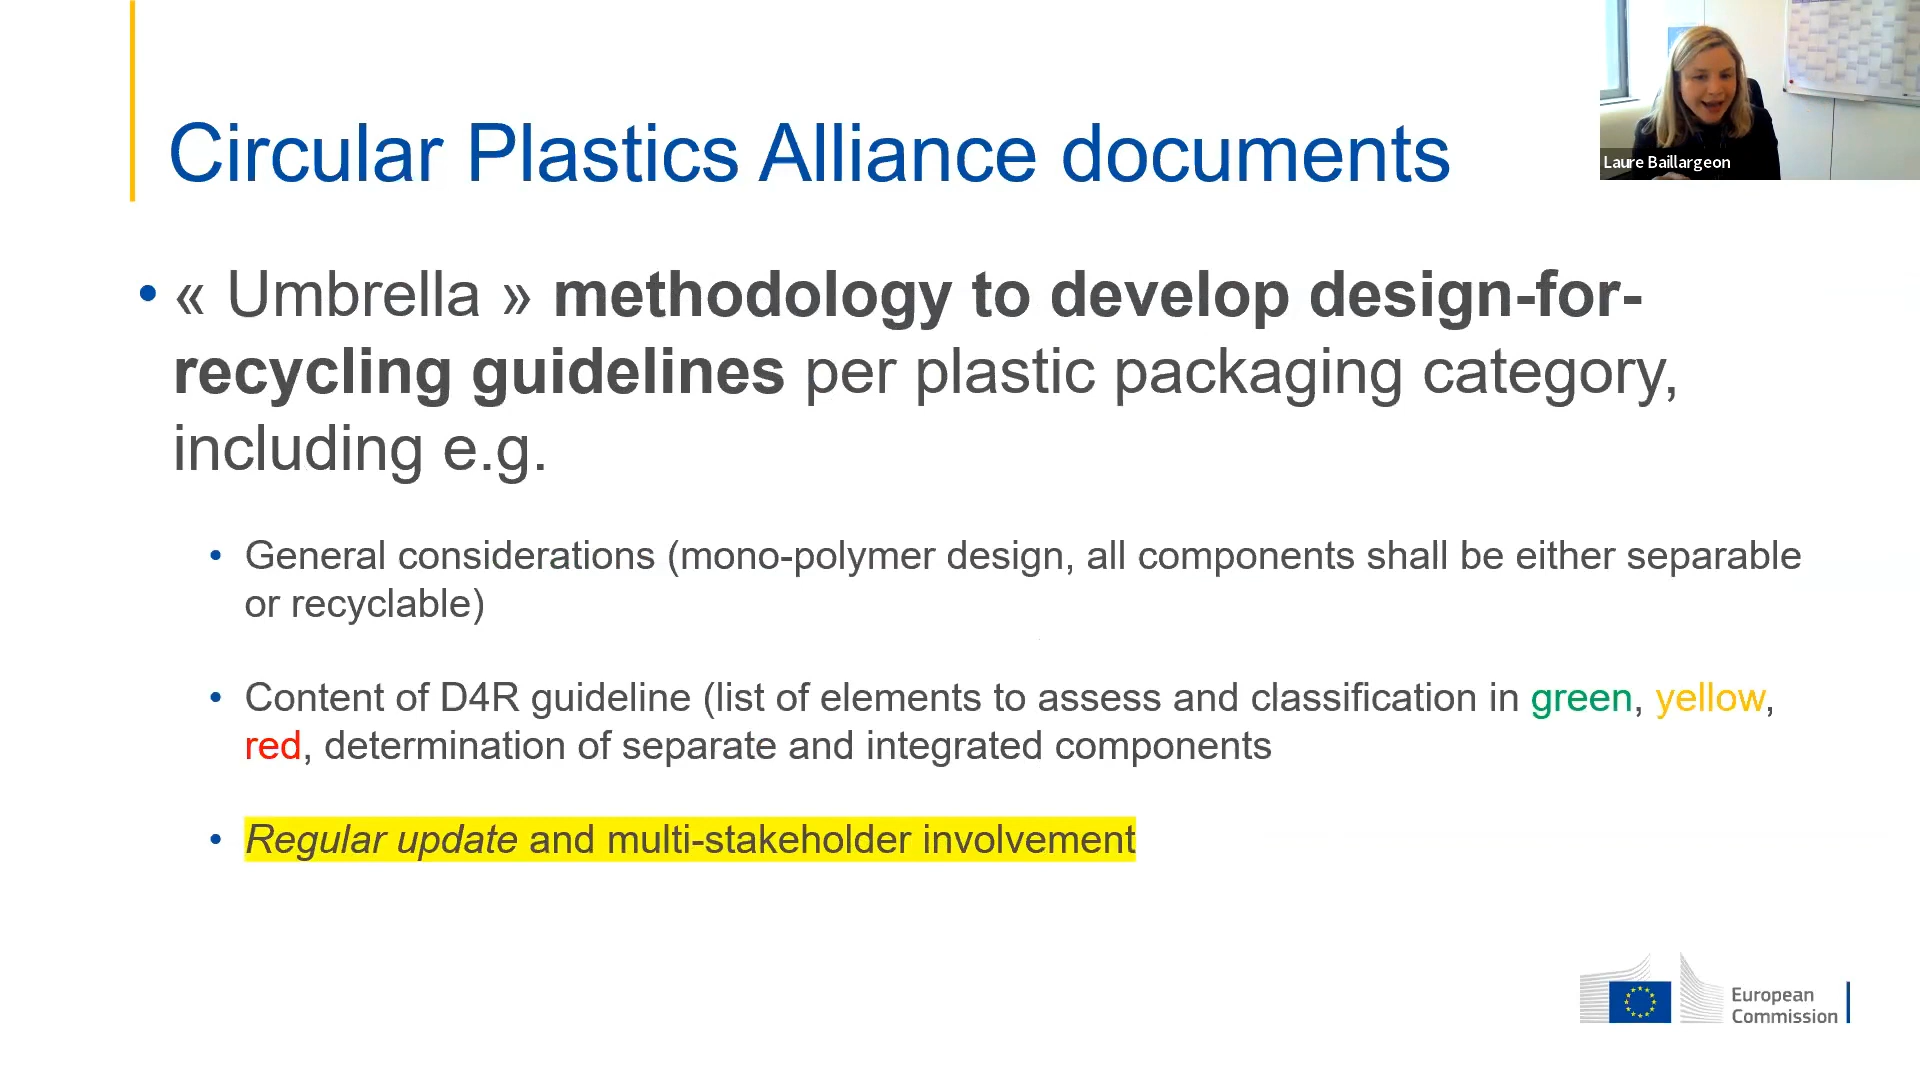 Circular Plastics Alliance documents
Laure Baillargeon
• « Umbrella » methodology to develop design-for-
recycling guidelines per plastic packaging category,
including e.g.
• General considerations (mono-polymer design, all components shall be either separable
or recyclable)
• Content of D4R guideline (list of elements to assess and classification in green, yellow,
red, determination of separate and integrated components
• Regular update and multi-stakeholder involvement
European
Commission